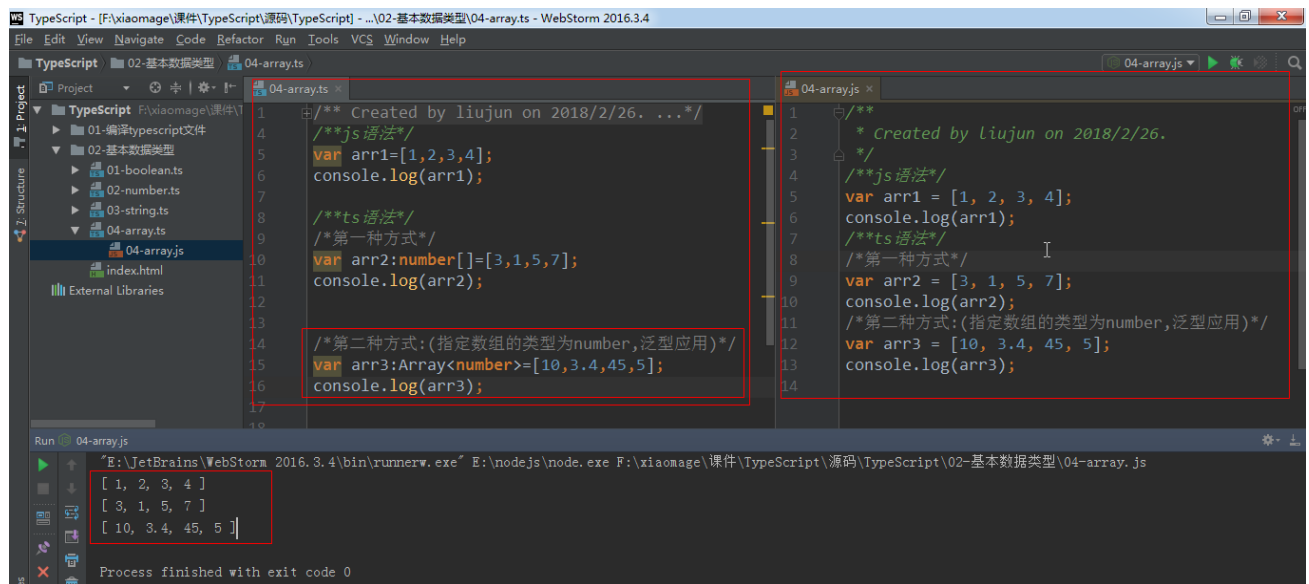 WS TypeScript - [F:\xiaomage\课件\TypeScript\源码\TypeScript] - ...\02-基本数据类型\04-array.ts - WebStorm 2016.3.4
File Edit View Navigate Code Refactor Run Tools VCS Window Help
TypeScript 02-基本数据类型 04-array.ts
04-array.js
1: Project
7: Structure
Project
TypeScript F:\xiaomage\课件\T
01-编译typescript文件
02-基本数据类型
01-boolean.ts
02-number.ts
03-string.ts
04-array.ts
04-array.js
index.html
External Libraries
04-array.ts ×
1 /** Created by liujun on 2018/2/26. ...*/
4 /**js语法*/
5 var arr1=[1,2,3,4];
6 console.log(arr1);
7
8 /**ts语法*/
9 /*第一种方式*/
10 var arr2:number[]=[3,1,5,7];
11 console.log(arr2);
12
13
14 /*第二种方式:(指定数组的类型为number,泛型应用)*/
15 var arr3:Array<number>=[10,3.4,45,5];
16 console.log(arr3);
17
18
04-array.js ×
1 /**
2 * Created by liujun on 2018/2/26.
3 */
4 /**js语法*/
5 var arr1 = [1, 2, 3, 4];
6 console.log(arr1);
7 /**ts语法*/
8 /*第一种方式*/
9 var arr2 = [3, 1, 5, 7];
10 console.log(arr2);
11 /*第二种方式:(指定数组的类型为number,泛型应用)*/
12 var arr3 = [10, 3.4, 45, 5];
13 console.log(arr3);
14
Run 04-array.js
"E:\JetBrains\WebStorm 2016.3.4\bin\runnerw.exe" E:\nodejs\node.exe F:\xiaomage\课件\TypeScript\源码\TypeScript\02-基本数据类型\04-array.js
[ 1, 2, 3, 4 ]
[ 3, 1, 5, 7 ]
[ 10, 3.4, 45, 5 ]
Process finished with exit code 0